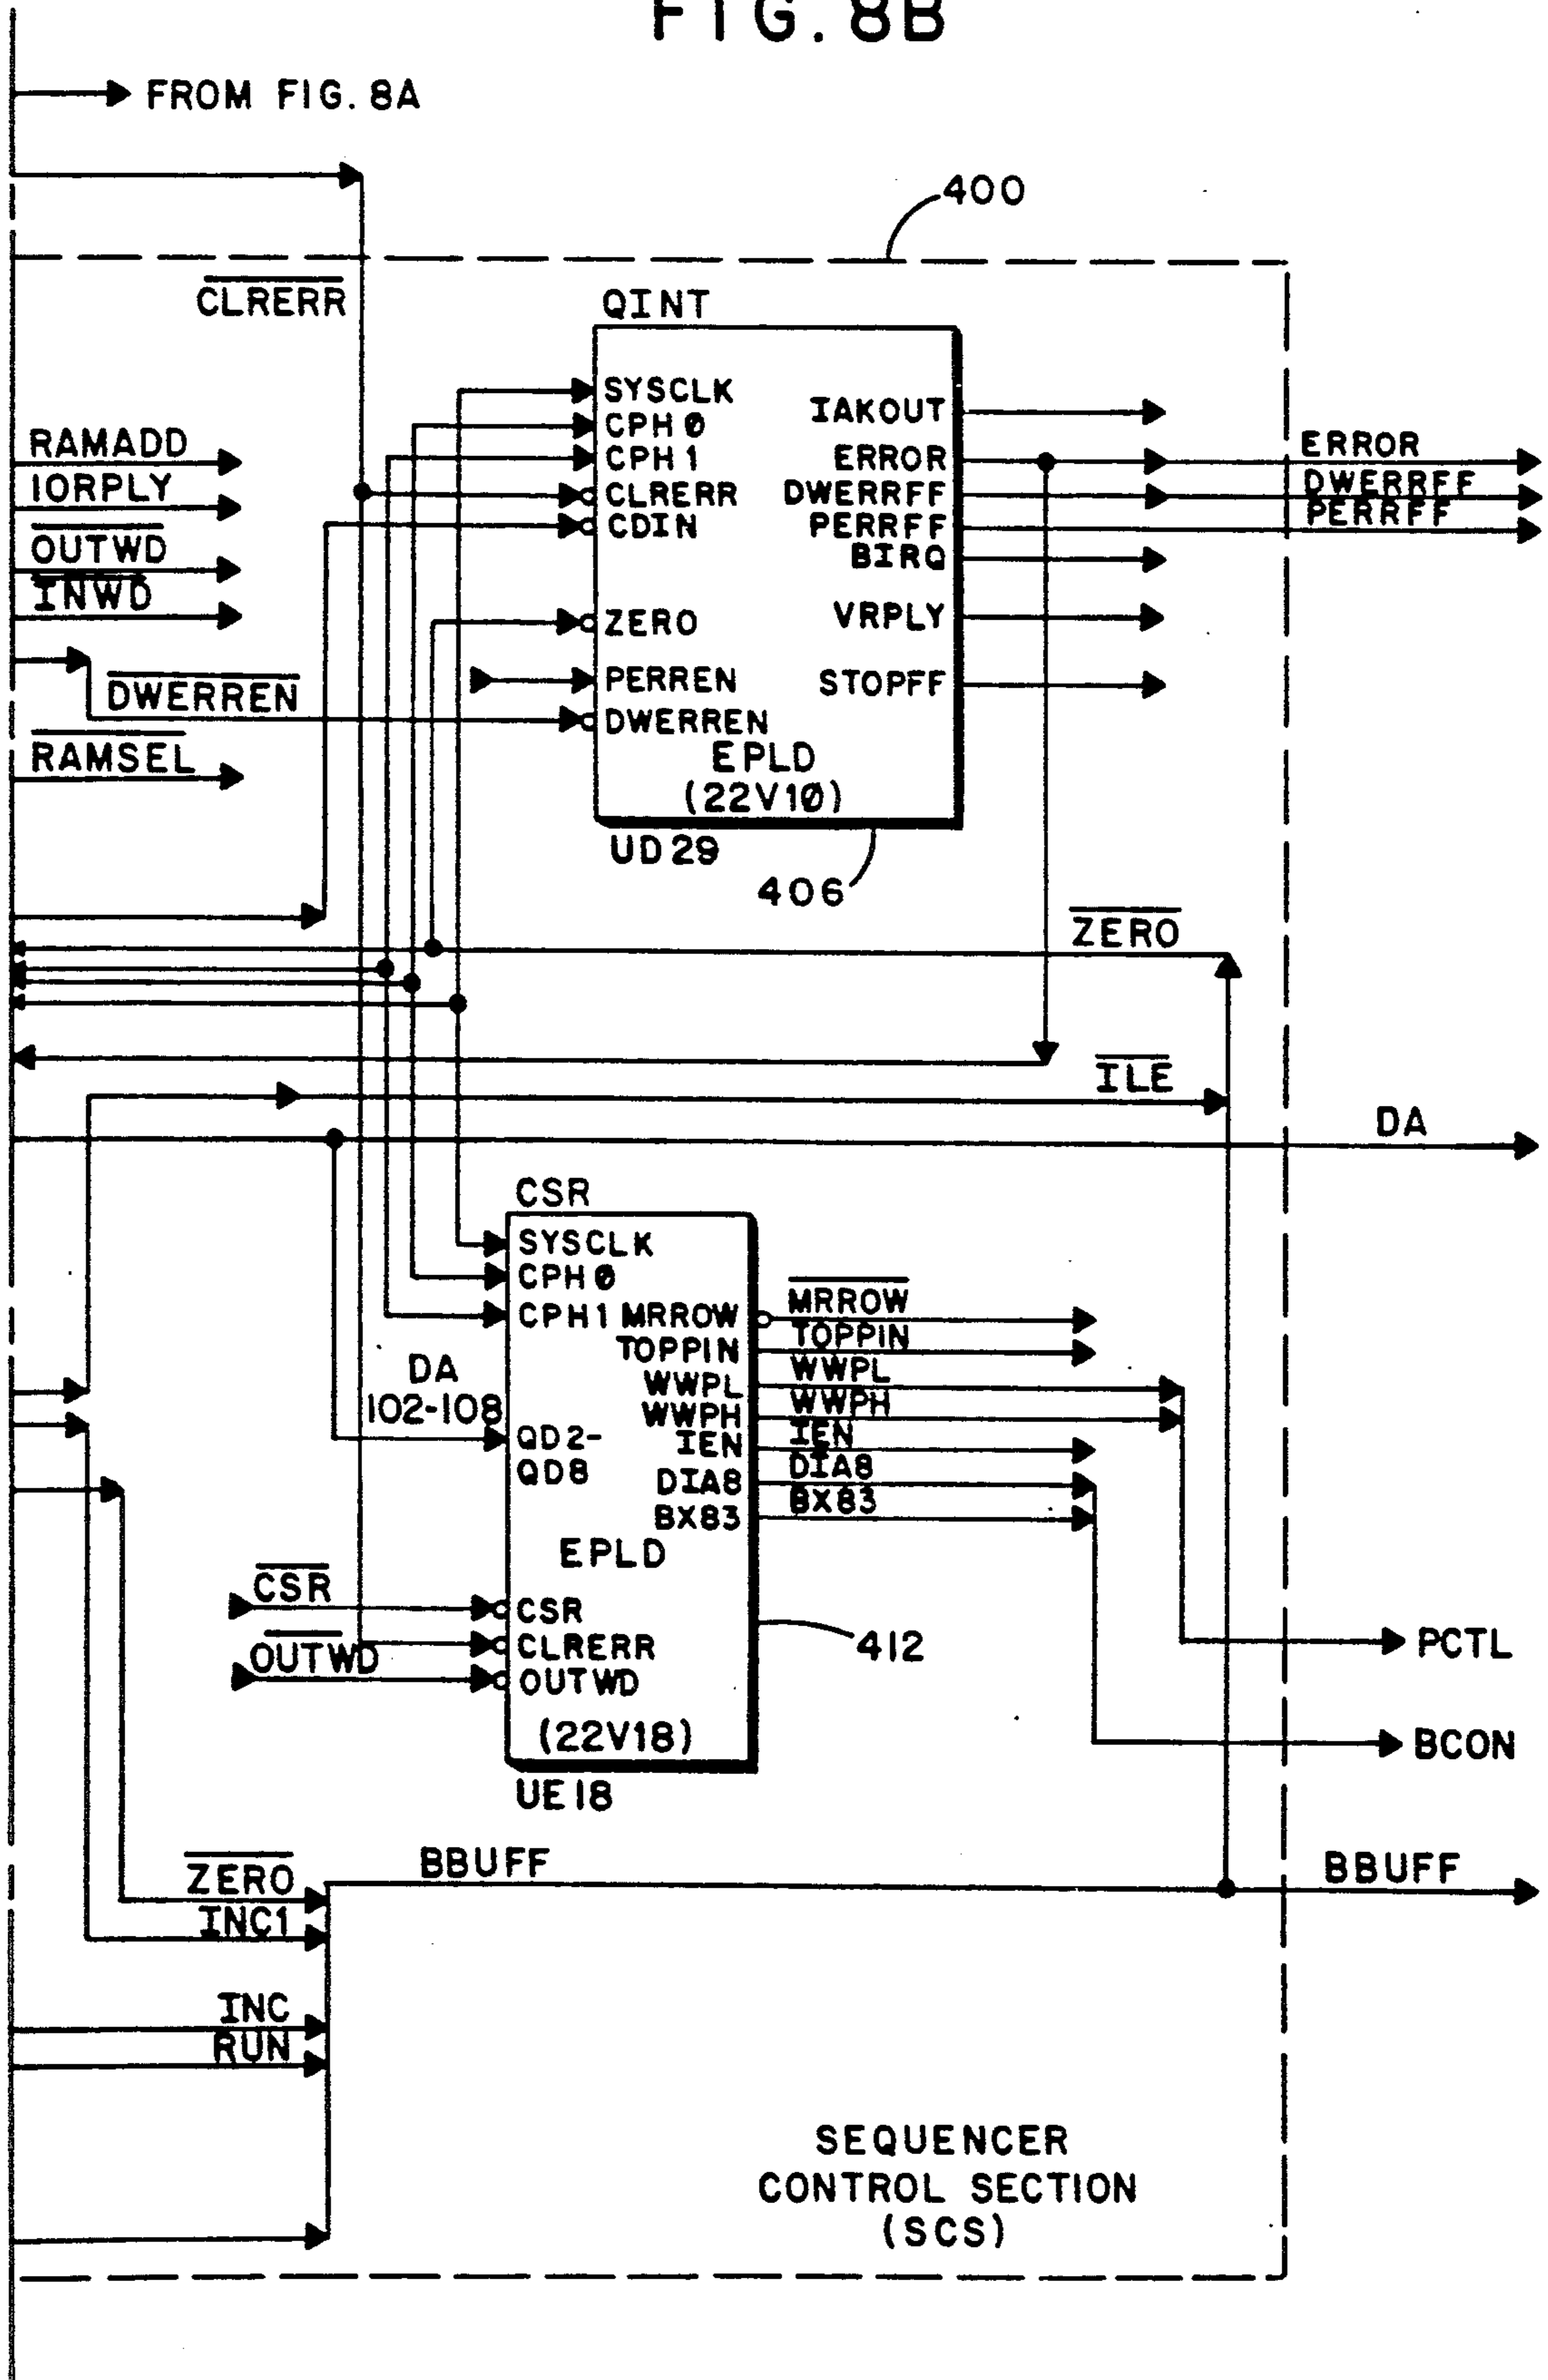 FIG. 8B
FROM FIG. 8A
400
CLRERR
QINT
SYSCLK
CPH0
CPH1
CLRERR
CDIN
ZERO
PERREN
DWERREN
IAKOUT
ERROR
DWERRFF
PERRFF
BIRQ
VRPLY
STOPFF
EPLD
(22V10)
UD29
406
ERROR
DWERRFF
PERRFF
RAMADD
IORPLY
OUTWD
INWD
DWERREN
RAMSEL
ZERO
ILE
DA
CSR
SYSCLK
CPH0
CPH1
MRROW
TOPPIN
WWPL
WWPH
IEN
DIA8
BX83
DA
102-108
QD2-
QD8
EPLD
CSR
CLRERR
OUTWD
(22V18)
UE18
412
MRROW
TOPPIN
WWPL
WWPH
IEN
DIA8
BX83
CSR
OUTWD
PCTL
BCON
BBUFF
BBUFF
ZERO
INC1
INC
RUN
SEQUENCER
CONTROL SECTION
(SCS)